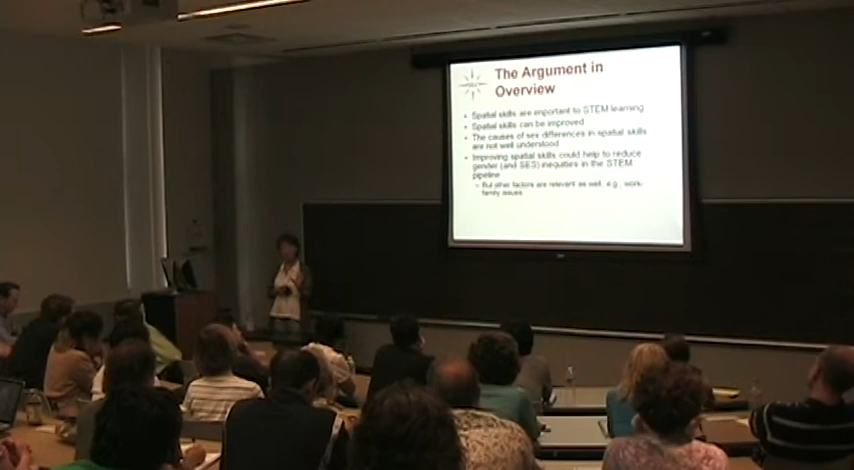 The Argument in
Overview
• Spatial skills are important to STEM learning
• Spatial skills can be improved
• The causes of sex differences in spatial skills
are not well understood
• Improving spatial skills could help to reduce
gender (and SES) inequities in the STEM
pipeline
– But other factors are relevant as well, e.g., work-
family issues